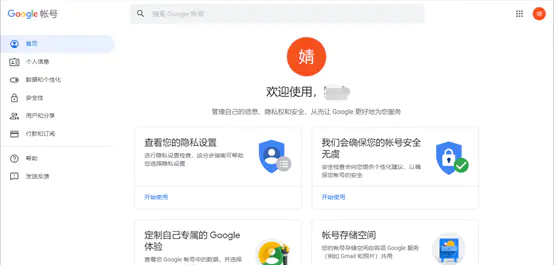 Google 帐号
搜索 Google 帐号
婧
首页
个人信息
数据和个性化
安全性
用户和分享
付款和订阅
帮助
发送反馈
婧
欢迎使用，
管理自己的信息、隐私权和安全，从而让 Google 更好地为您服务
查看您的隐私设置
进行隐私设置检查，该分步指南可帮助
您选择隐私设置
开始使用
我们会确保您的帐号安全
无虞
安全检查会向您提供个性化建议，以确
保您帐号的安全
开始使用
定制自己专属的 Google
体验
查看您 Google 帐号中的数据，并选择
帐号存储空间
您的帐号存储空间由各项 Google 服务
（例如 Gmail 和照片）共用